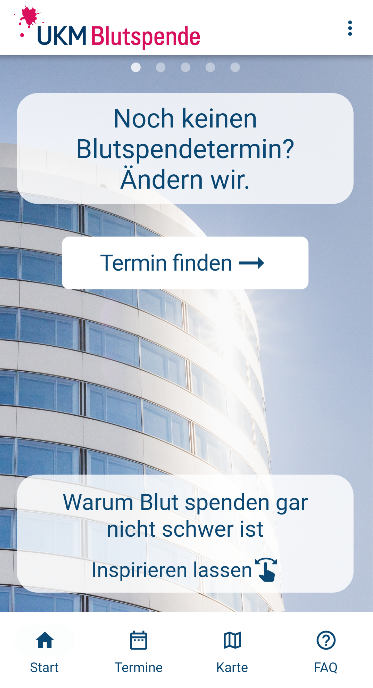 UKM Blutspende
Noch keinen
Blutspendetermin?
Ändern wir.
Termin finden
Warum Blut spenden gar
nicht schwer ist
Inspirieren lassen
Start
Termine
Karte
FAQ